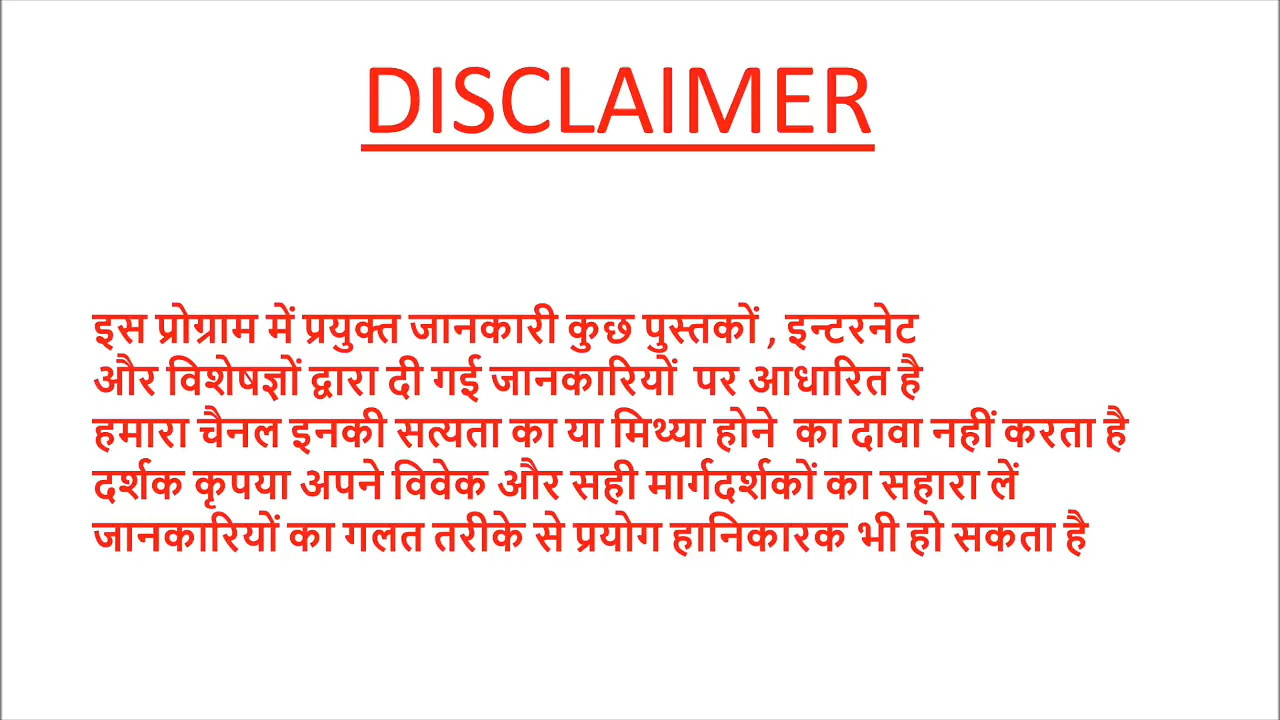 DISCLAIMER
इस प्रोग्राम में प्रयुक्त जानकारी कुछ पुस्तकों , इन्टरनेट
और विशेषज्ञों द्वारा दी गई जानकारियों पर आधारित है
हमारा चैनल इनकी सत्यता का या मिथ्या होने का दावा नहीं करता है
दर्शक कृपया अपने विवेक और सही मार्गदर्शकों का सहारा लें
जानकारियों का गलत तरीके से प्रयोग हानिकारक भी हो सकता है